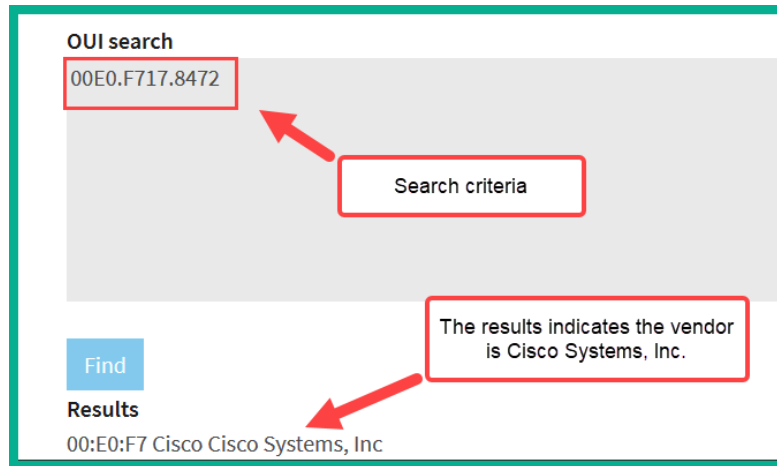 OUI search
00E0.F717.8472
Search criteria
The results indicates the vendor
is Cisco Systems, Inc.
Find
Results
00:E0:F7 Cisco Cisco Systems, Inc